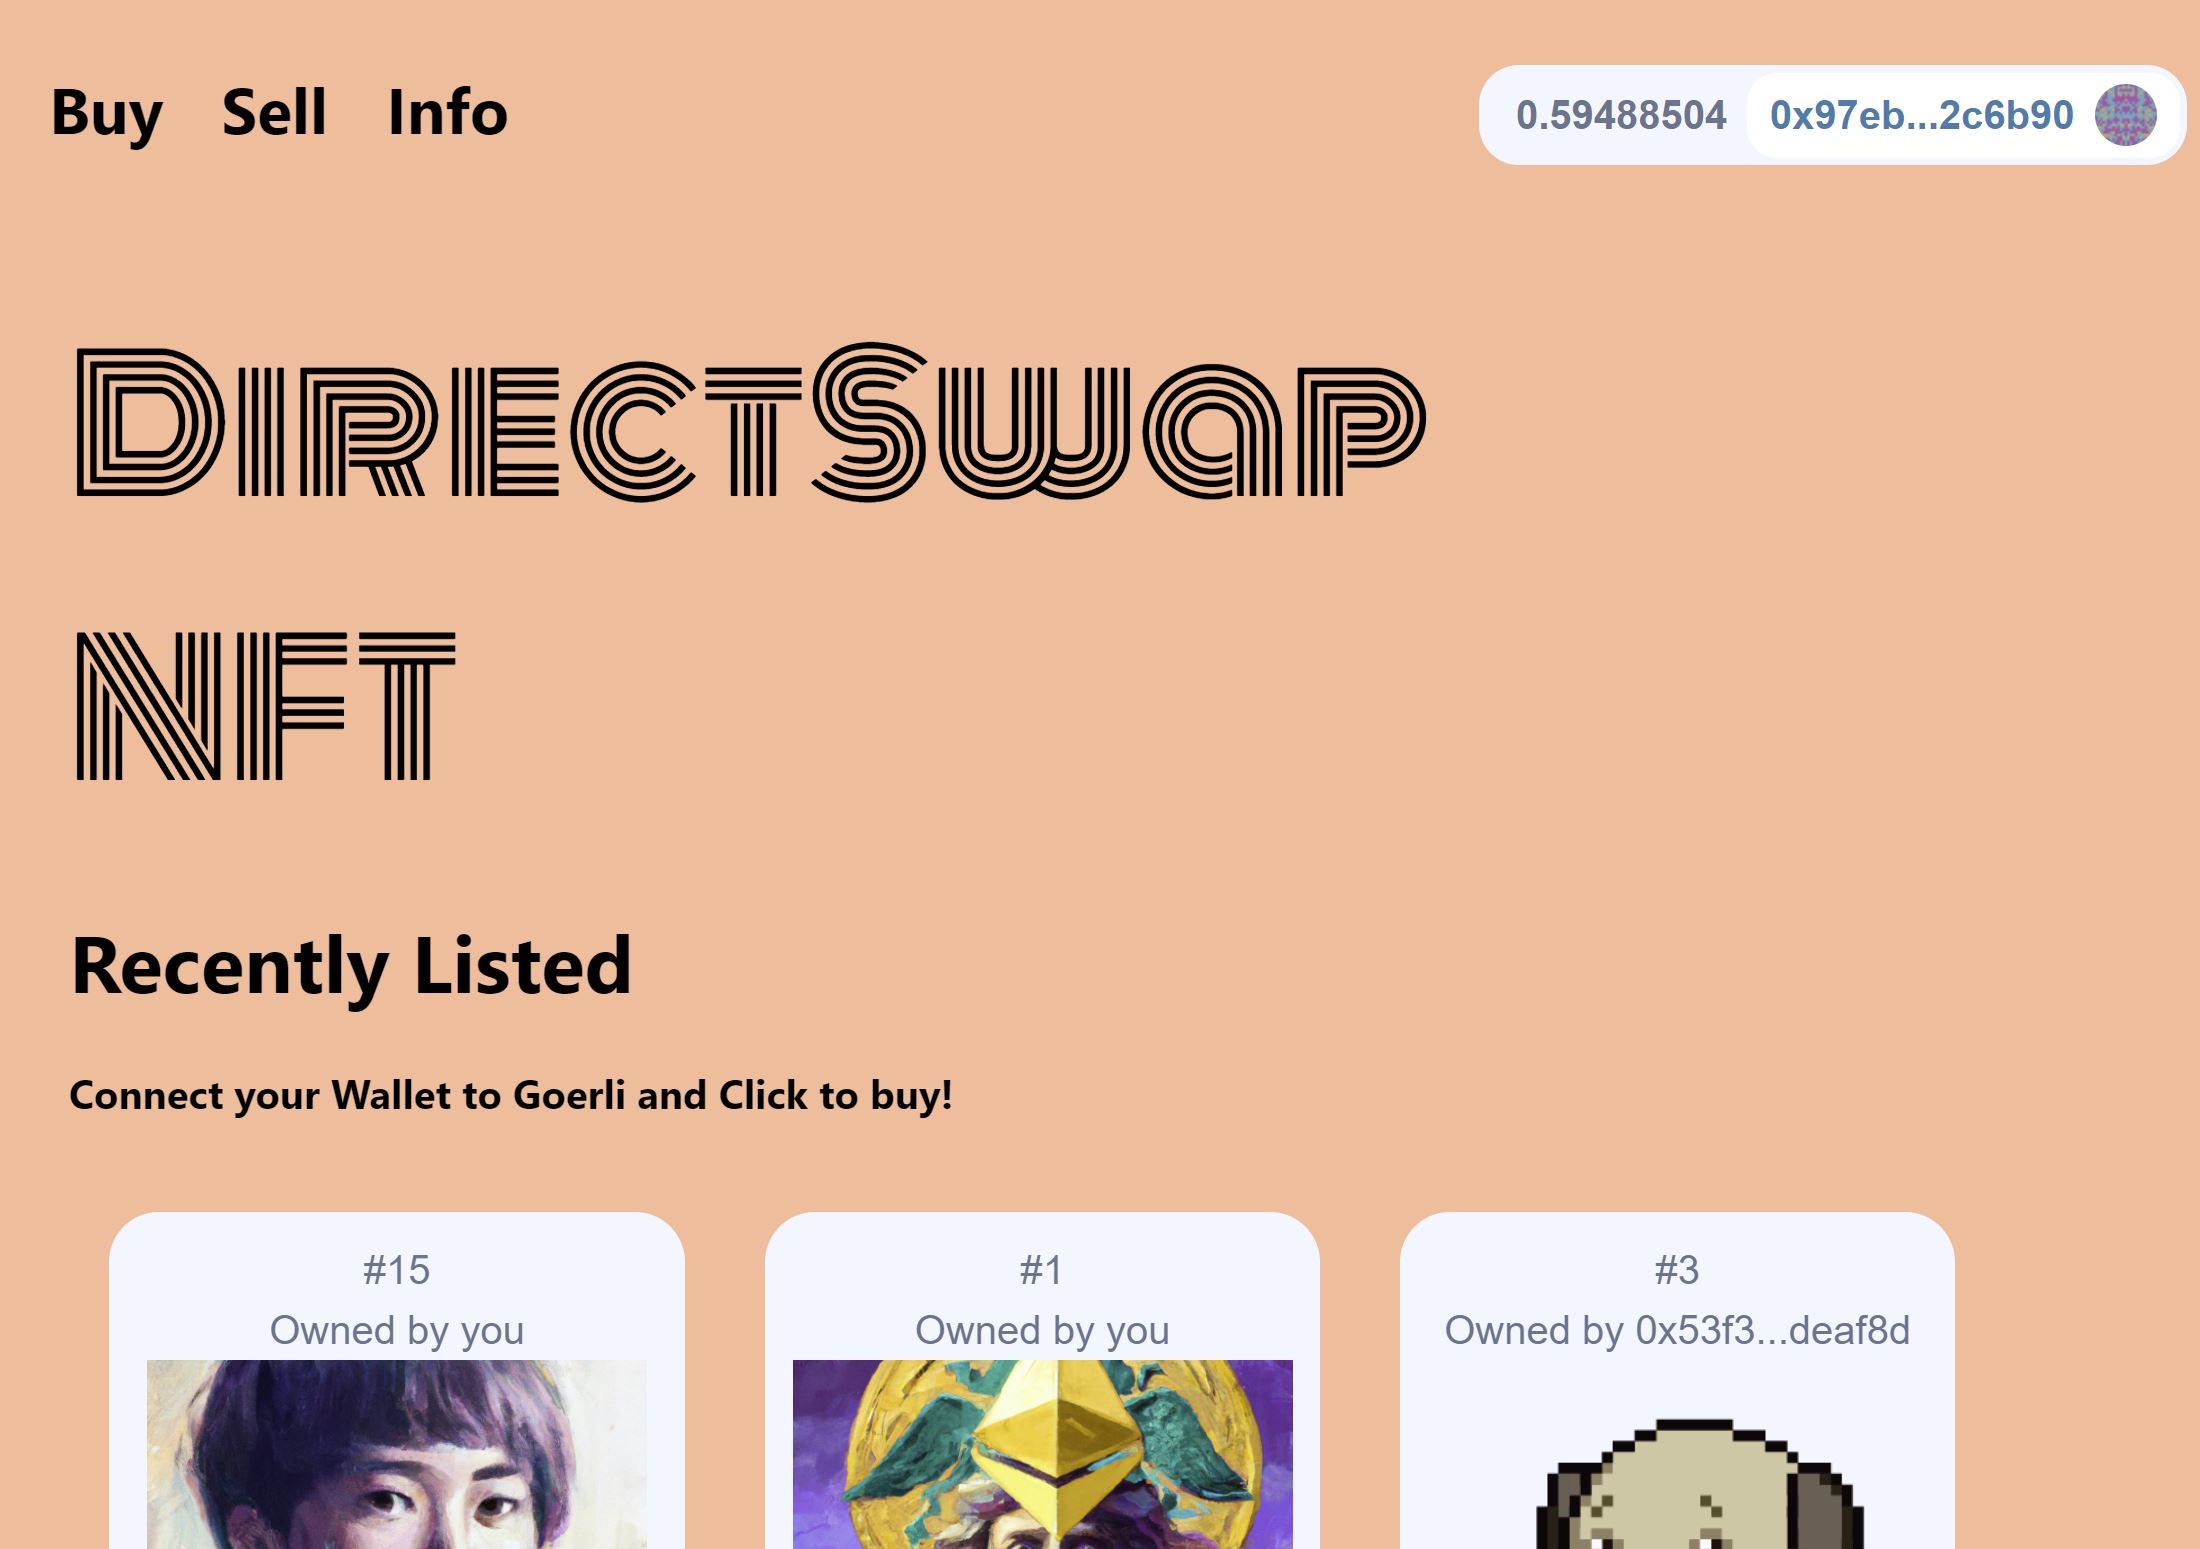 Buy Sell Info
0.59488504 0x97eb...2c6b90
DirectSwap
NFT
Recently Listed
Connect your Wallet to Goerli and Click to buy!
#15 #1 #3
Owned by you Owned by you Owned by 0x53f3...deaf8d